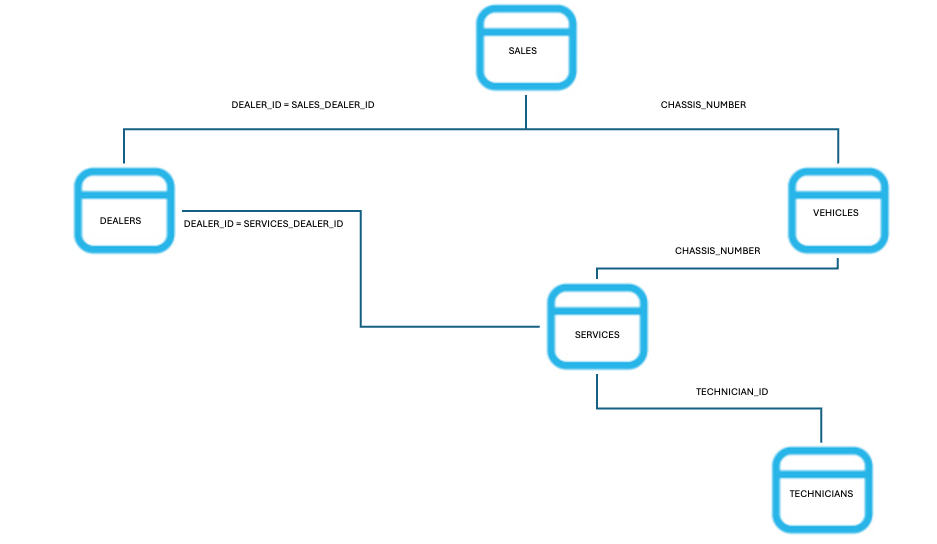 SALES
DEALER_ID = SALES_DEALER_ID
CHASSIS_NUMBER
DEALERS
VEHICLES
DEALER_ID = SERVICES_DEALER_ID
CHASSIS_NUMBER
SERVICES
TECHNICIAN_ID
TECHNICIANS